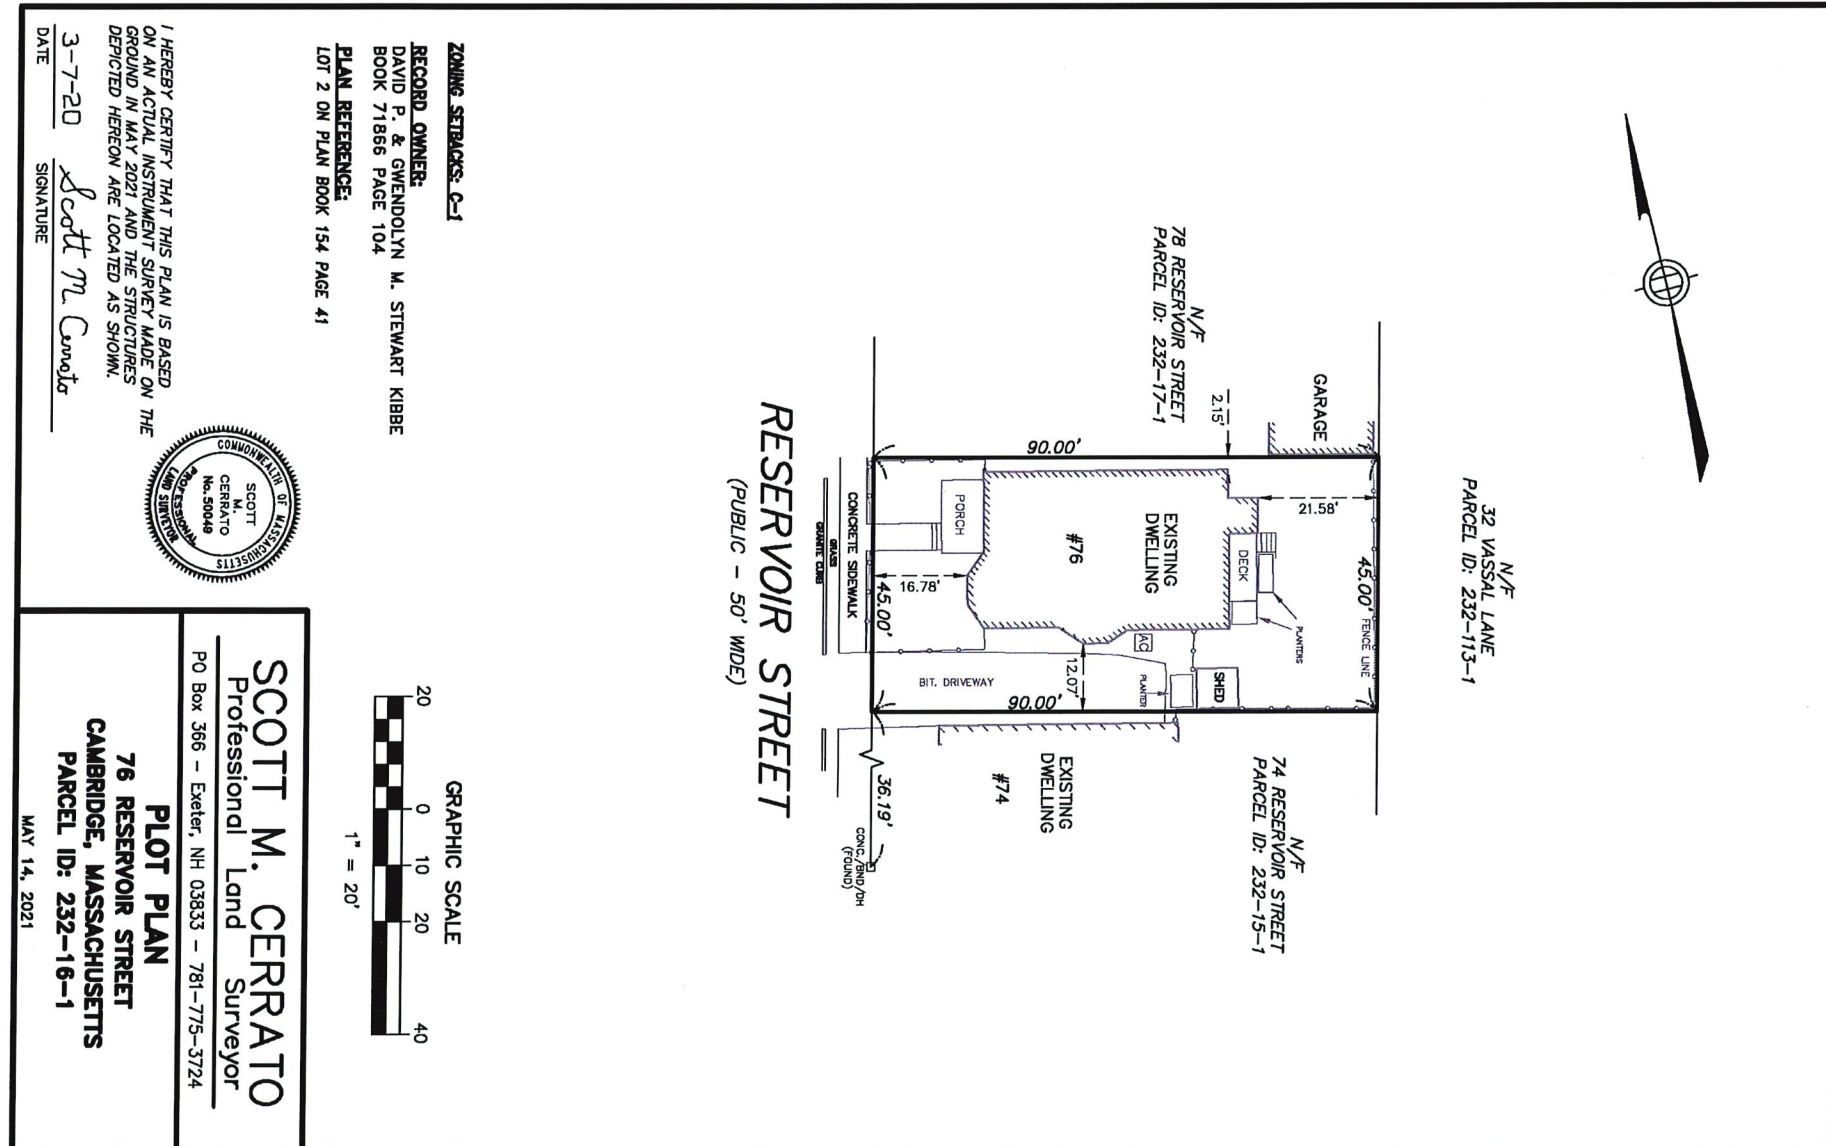 N/F
32 VASSAL LANE
PARCEL ID: 232-113-1
N/F
78 RESERVOIR STREET
PARCEL ID: 232-17-1
GARAGE
2.15'
90.00'
21.58'
45.00'
FENCE LINE
EXISTING
DWELLING
#76
DECK
PORCH
PLANTERS
AC
SHED
PLANTER
12.07'
16.78'
45.00'
BIT. DRIVEWAY
90.00'
CONCRETE SIDEWALK
GRASS
GRANITE CURB
N/F
74 RESERVOIR STREET
PARCEL ID: 232-15-1
EXISTING
DWELLING
#74
36.19'
CONC./BND/DH
(FOUND)
RESERVOIR STREET
(PUBLIC - 50' WIDE)
ZONING SETBACKS: C-1
RECORD OWNER:
DAVID P. & GWENDOLYN M. STEWART KIBBE
BOOK 71866 PAGE 104
PLAN REFERENCE:
LOT 2 ON PLAN BOOK 154 PAGE 41
I HEREBY CERTIFY THAT THIS PLAN IS BASED
ON AN ACTUAL INSTRUMENT SURVEY MADE ON THE
GROUND IN MAY 2021 AND THE STRUCTURES
DEPICTED HEREON ARE LOCATED AS SHOWN.
3-7-20 Scott M. Cerrato
DATE SIGNATURE
COMMONWEALTH OF MASSACHUSETTS
SCOTT
M.
CERRATO
No. 50049
PROFESSIONAL
LAND SURVEYOR
GRAPHIC SCALE
20 0 10 20 40
1" = 20'
SCOTT M. CERRATO
Professional Land Surveyor
PO Box 366 - Exeter, NH 03833 - 781-775-3724
PLOT PLAN
76 RESERVOIR STREET
CAMBRIDGE, MASSACHUSETTS
PARCEL ID: 232-16-1
MAY 14, 2021